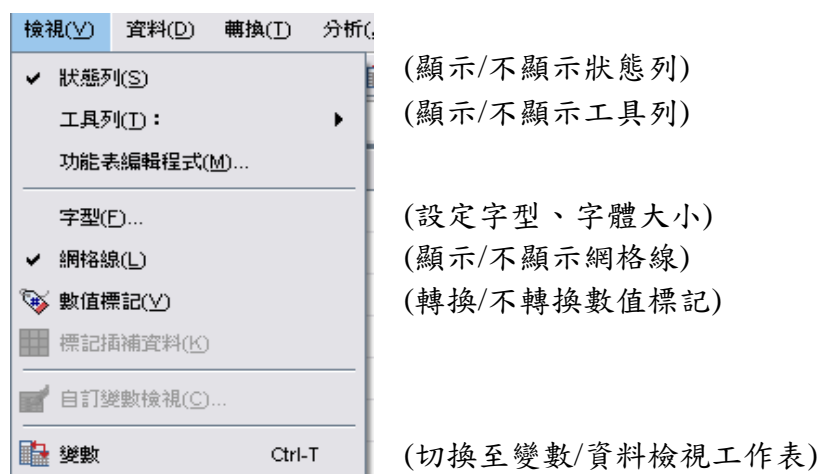 檢視(V) 資料(D) 轉換(T) 分析(
✔ 狀態列(S) (顯示/不顯示狀態列)
工具列(T)： ▶ (顯示/不顯示工具列)
功能表編輯程式(M)...
字型(F)... (設定字型、字體大小)
✔ 網格線(L) (顯示/不顯示網格線)
數值標記(V) (轉換/不轉換數值標記)
標記插補資料(K)
自訂變數檢視(C)...
變數 Ctrl-T (切換至變數/資料檢視工作表)